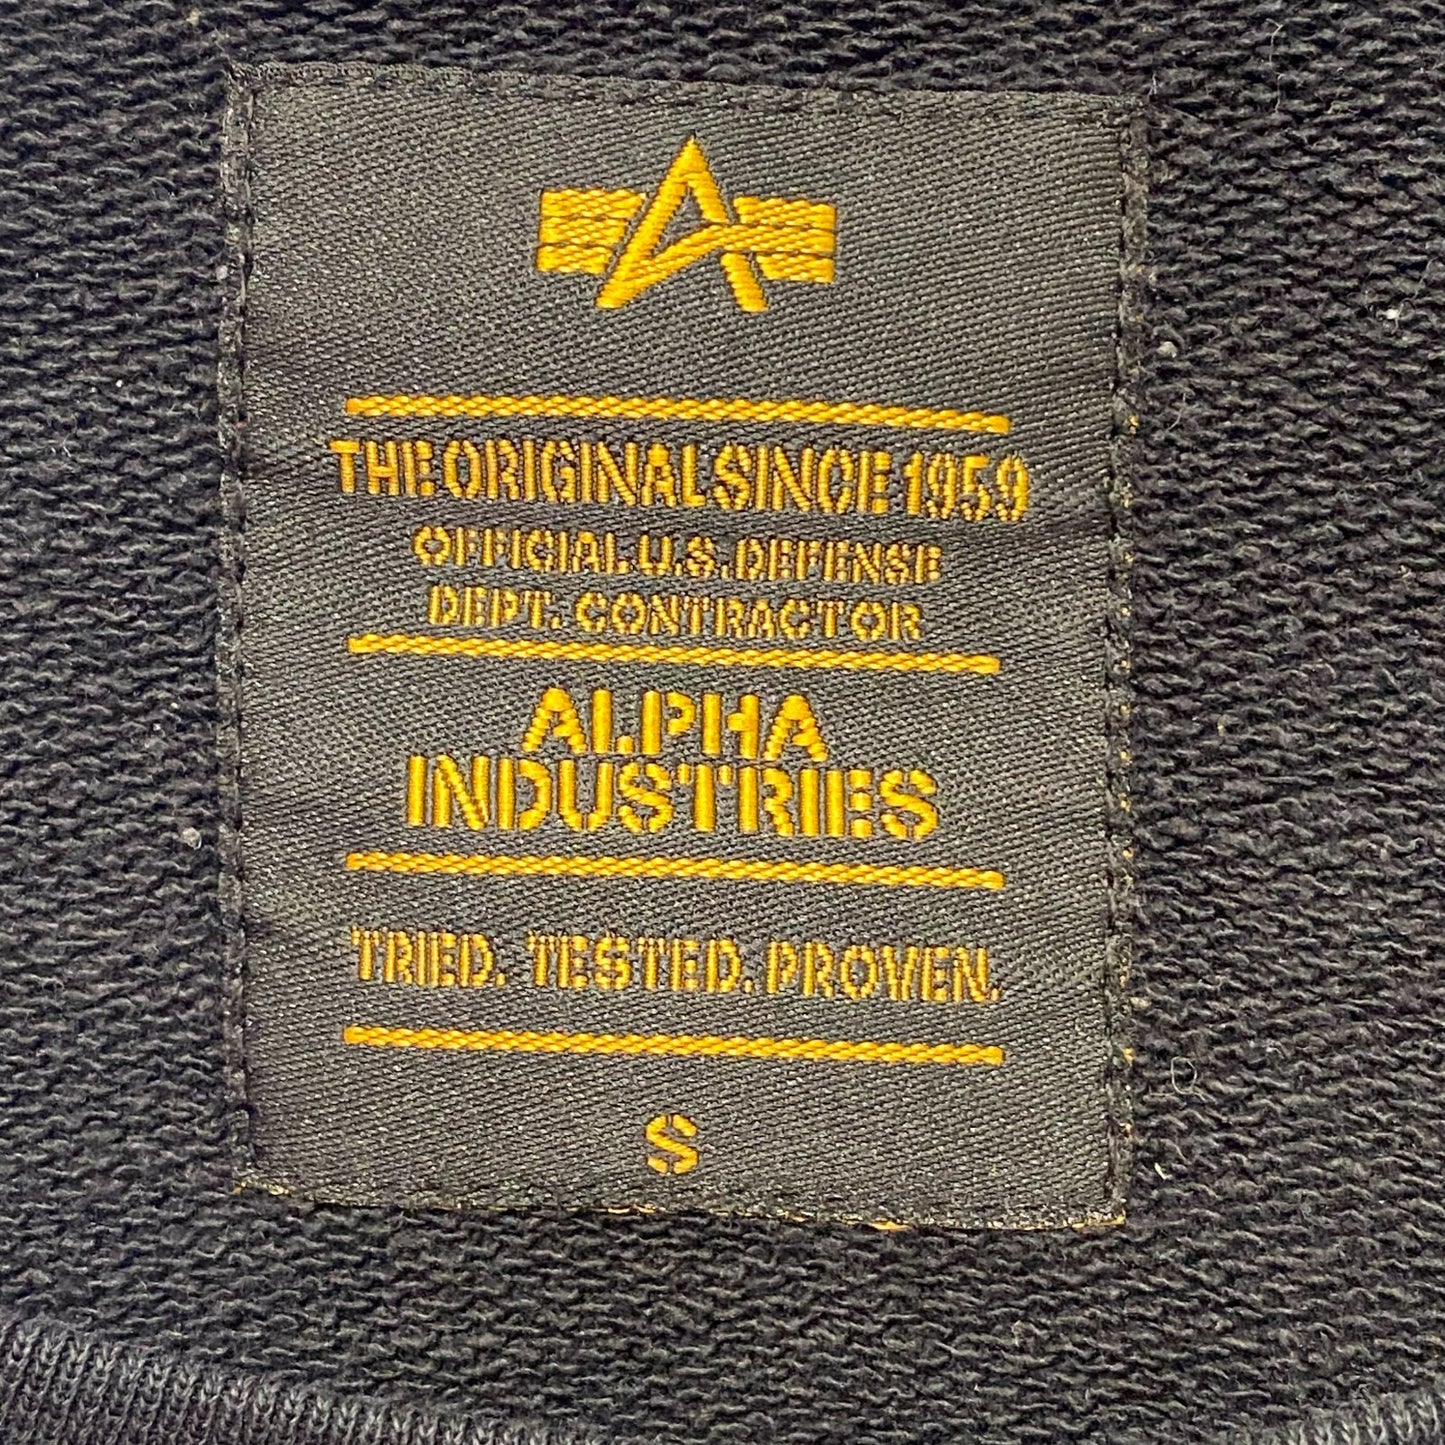 THE ORIGINAL SINCE 1959
OFFICIAL U.S. DEFENSE
DEPT. CONTRACTOR
ALPHA
INDUSTRIES
TRIED. TESTED. PROVEN.
S